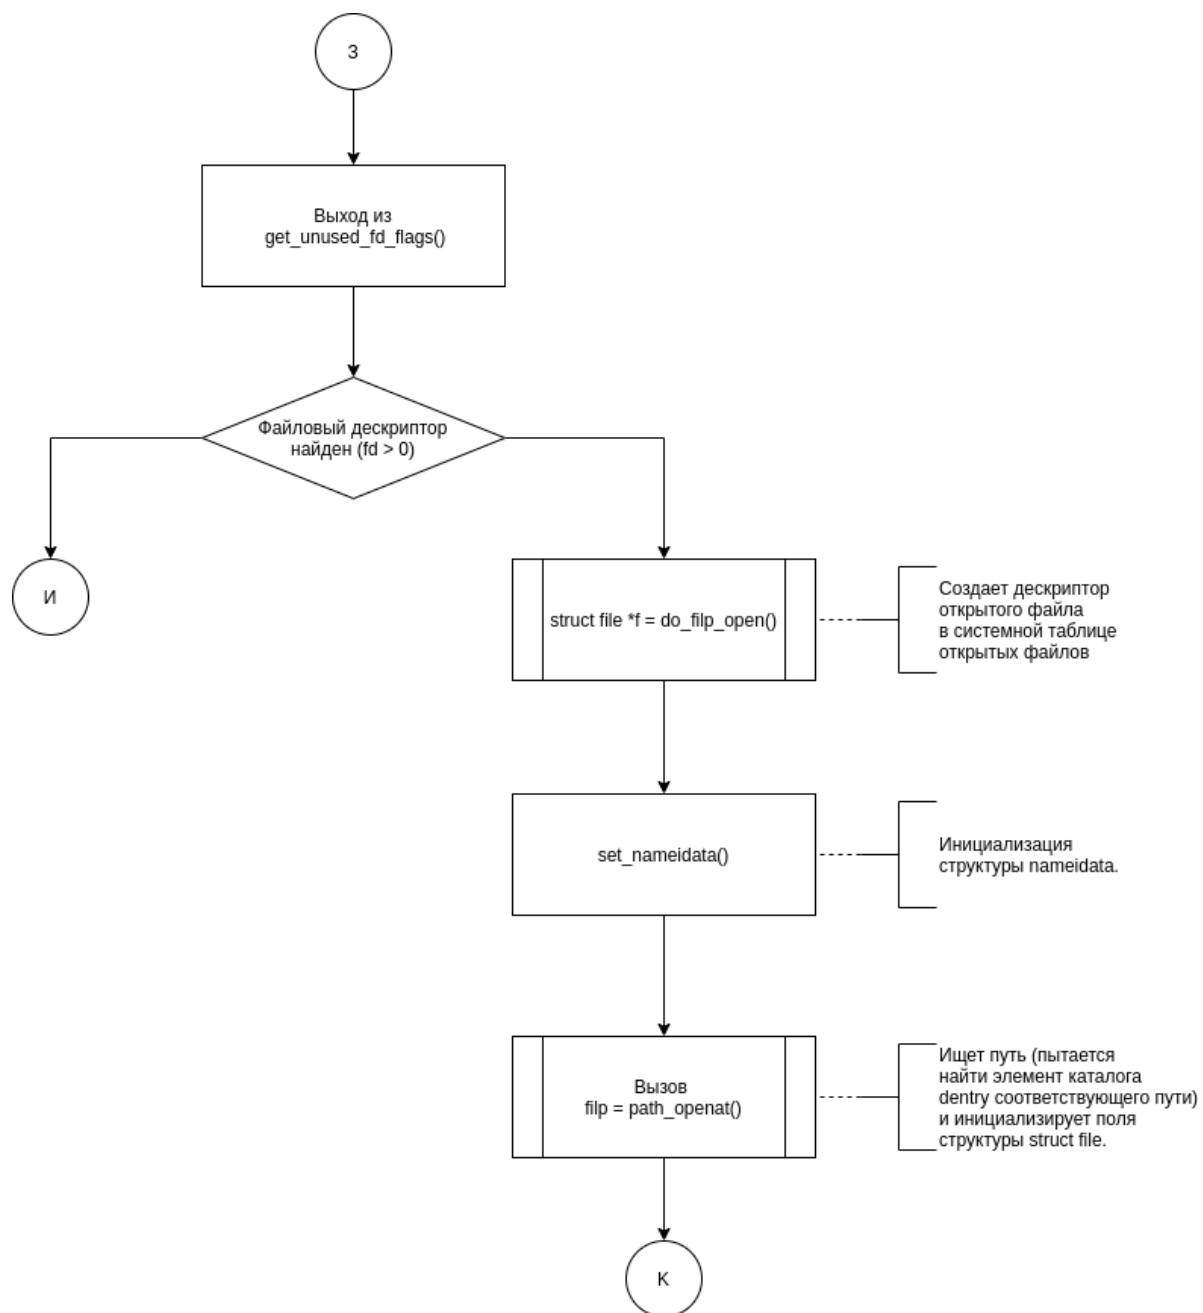 З
Выход из
get_unused_fd_flags()
Файловый дескриптор
найден (fd > 0)
И
struct file *f = do_filp_open()
Создает дескриптор
открытого файла
в системной таблице
открытых файлов
set_nameidata()
Инициализация
структуры nameidata.
Вызов
filp = path_openat()
Ищет путь (пытается
найти элемент каталога
dentry соответствующего пути)
и инициализирует поля
структуры struct file.
К